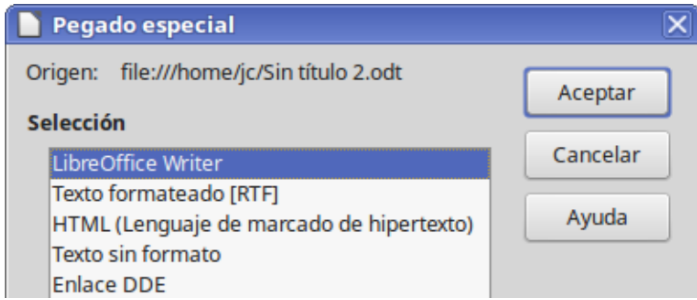 Pegado especial
Origen: file:///home/jc/Sin título 2.odt
Aceptar
Selección
Cancelar
LibreOffice Writer
Texto formateado [RTF]
HTML (Lenguaje de marcado de hipertexto)
Texto sin formato
Enlace DDE
Ayuda